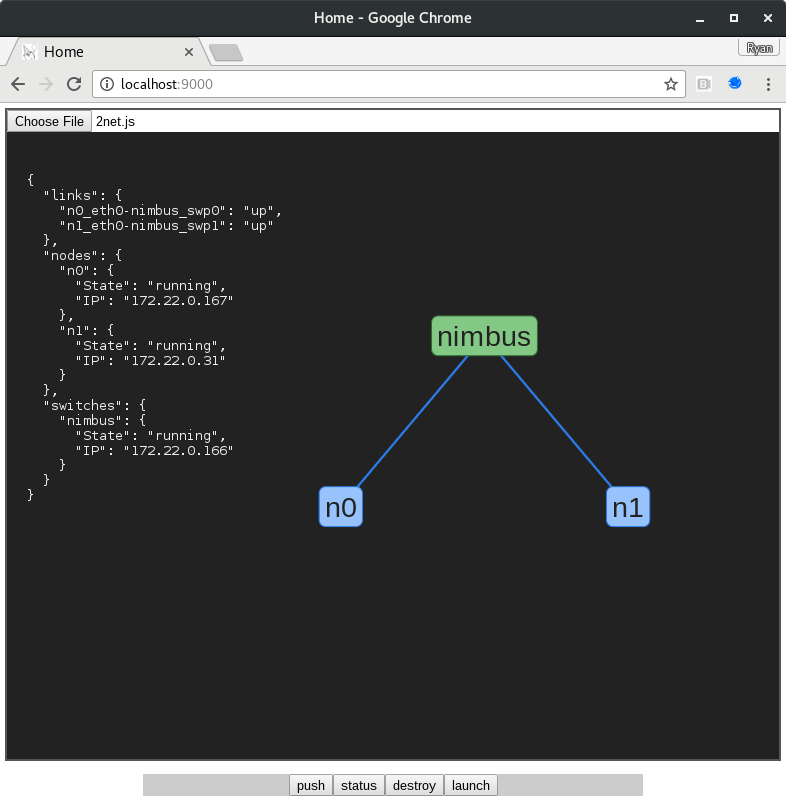 Home - Google Chrome
Home
Ryan
localhost:9000
Choose File 2net.js
{
"links": {
"n0_eth0-nimbus_swp0": "up",
"n1_eth0-nimbus_swp1": "up"
},
"nodes": {
"n0": {
"State": "running",
"IP": "172.22.0.167"
},
"n1": {
"State": "running",
"IP": "172.22.0.31"
}
},
"switches": {
"nimbus": {
"State": "running",
"IP": "172.22.0.166"
}
}
}
nimbus
n0 n1
push status destroy launch